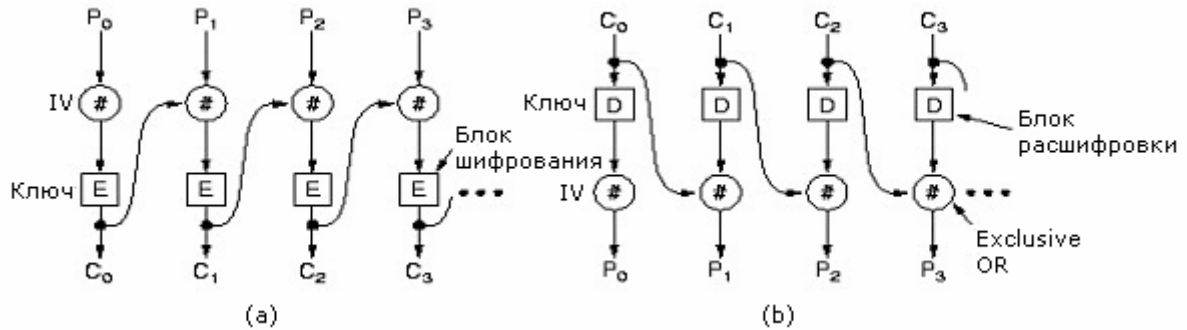 P₀ P₁ P₂ P₃
IV # # # #
Блок
шифрования
Ключ E E E E
C₀ C₁ C₂ C₃
(a)
C₀ C₁ C₂ C₃
Ключ D D D D
Блок
расшифровки
IV # # # #
Exclusive
OR
P₀ P₁ P₂ P₃
(b)